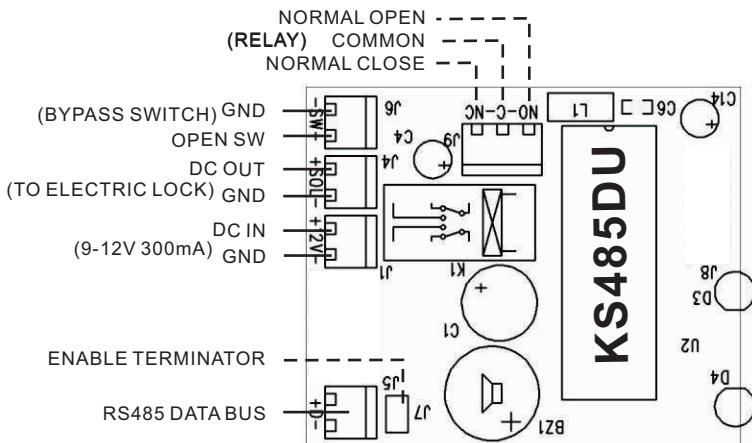 NORMAL OPEN
(RELAY) COMMON
NORMAL CLOSE
(BYPASS SWITCH) GND
OPEN SW
DC OUT
(TO ELECTRIC LOCK) GND
DC IN
(9-12V 300mA) GND
ENABLE TERMINATOR
RS485 DATA BUS
-SW-
J6
+SOL-
J4
+12V-
J1
+D-
J5
J7
C4
J9
NC -C- NO
L1
C6
C14
K1
C1
BZ1
KS485DU
J8
D3
U2
D4